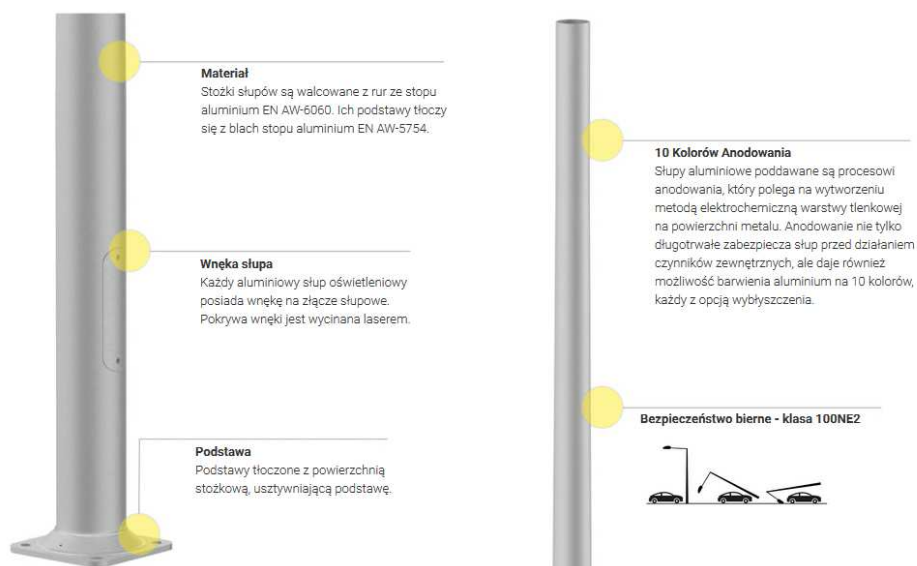 Materiał
Stożki słupów są walcowane z rur ze stopu
aluminium EN AW-6060. Ich podstawy tłoczy
się z blach stopu aluminium EN AW-5754.
Wnęka słupa
Każdy aluminiowy słup oświetleniowy
posiada wnękę na złącze słupowe.
Pokrywa wnęki jest wycinana laserem.
Podstawa
Podstawy tłoczone z powierzchnią
stożkową, usztywniającą podstawę.
10 Kolorów Anodowania
Słupy aluminiowe poddawane są procesowi
anodowania, który polega na wytworzeniu
metodą elektrochemiczną warstwy tlenkowej
na powierzchni metalu. Anodowanie nie tylko
długotrwałe zabezpiecza słup przed działaniem
czynników zewnętrznych, ale daje również
możliwość barwienia aluminium na 10 kolorów,
każdy z opcją wybłyszczenia.
Bezpieczeństwo bierne - klasa 100NE2